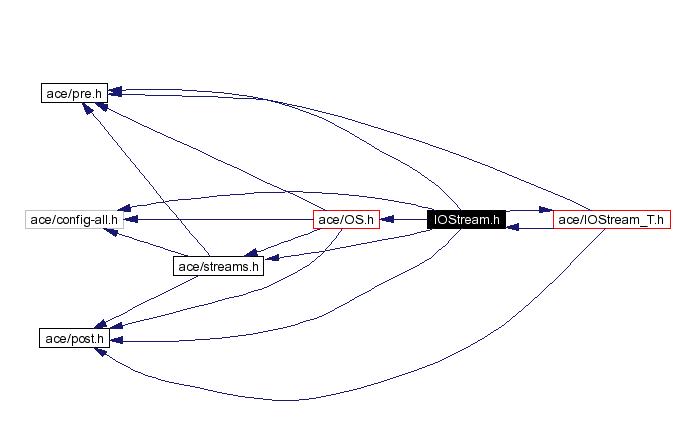 ace/pre.h
ace/config-all.h
ace/OS.h
IOStream.h
ace/IOStream_T.h
ace/streams.h
ace/post.h